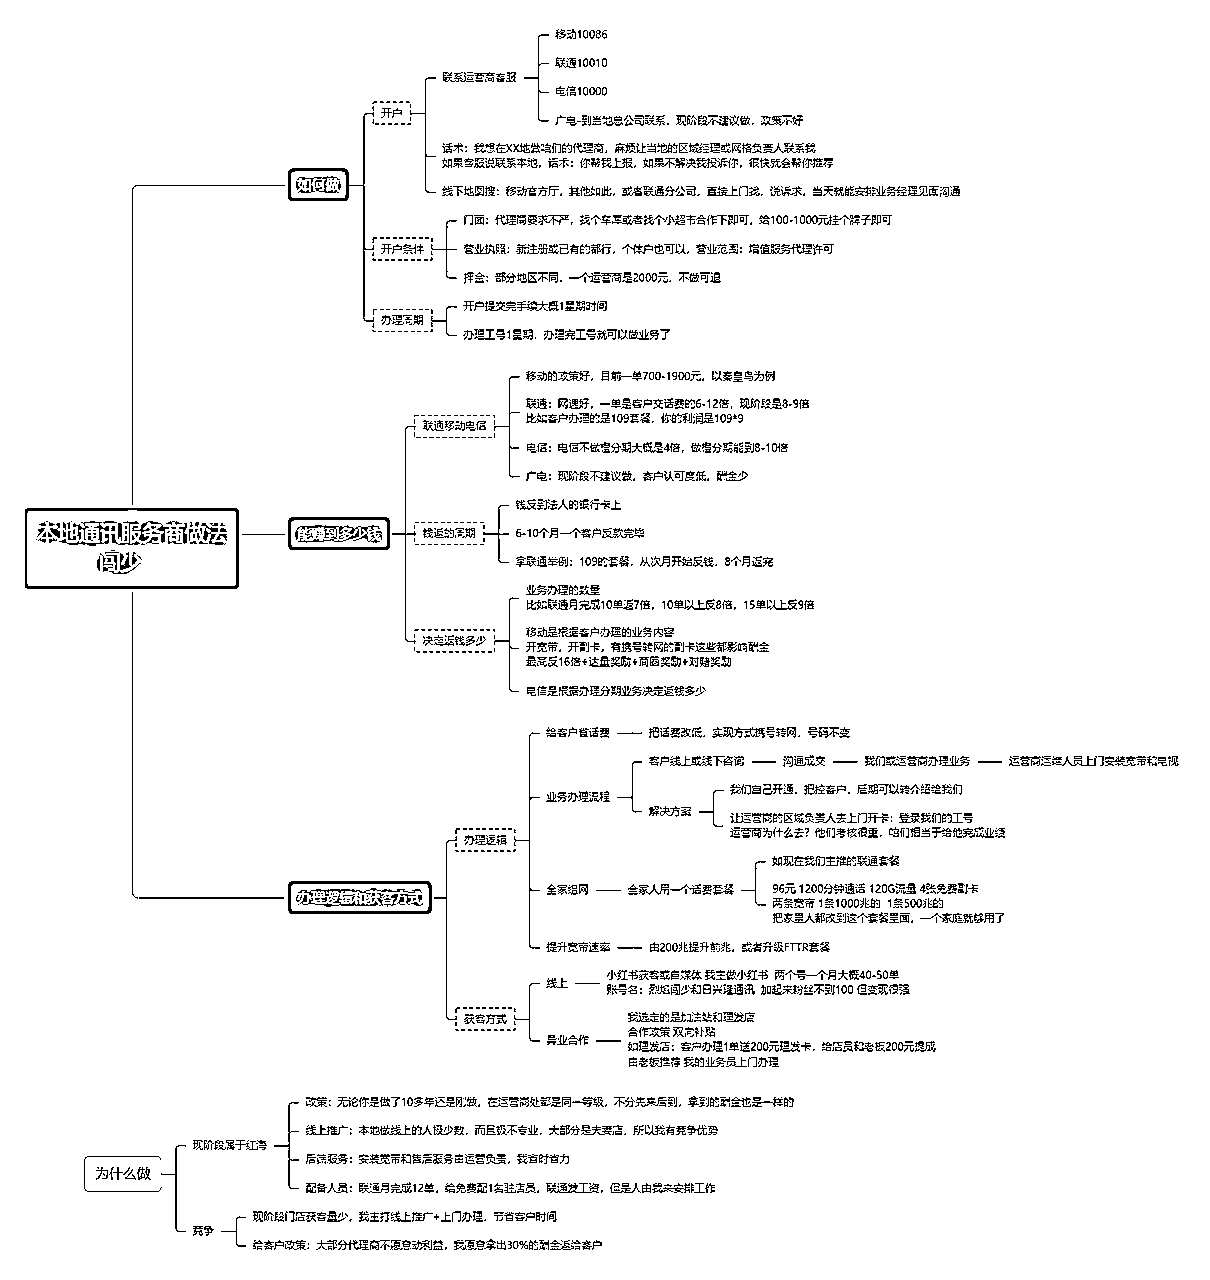 本地通讯服务商做法
闯少
如何做
开户
联系运营商客服
移动10086
联通10010
电信10000
广电-到当地总公司联系，现阶段不建议做，政策不好
话术：我想在XX地做咱们的代理商，麻烦让当地的区域经理或网格负责人联系我
如果客服说联系本地，话术：你帮我上报，如果不解决我投诉你，很快就会帮你推荐
线下地图搜：移动官方厅，其他如此，或者联通分公司，直接上门找，说诉求，当天就能安排业务经理见面沟通
开户条件
门面：代理商要求不严，找个车库或者找个小超市合作下即可，给100-1000元挂个牌子即可
营业执照：新注册或已有的都行，个体户也可以，营业范围：增值服务代理许可
押金：部分地区不同，一个运营商是2000元，不做可退
办理周期
开户提交完手续大概1星期时间
办理工号1星期，办理完工号就可以做业务了
能赚到多少钱
联通移动电信
移动的政策好，目前一单700-1900元，以秦皇岛为例
联通：网速好，一单是客户交话费的6-12倍，现阶段是8-9倍
比如客户办理的是109套餐，你的利润是109*9
电信：电信不做橙分期大概是4倍，做橙分期能到8-10倍
广电：现阶段不建议做，客户认可度低，酬金少
钱返的周期
钱反到法人的银行卡上
6-10个月一个客户反款完毕
拿联通举例：109的套餐，从次月开始反钱，8个月返完
决定返钱多少
业务办理的数量
比如联通月完成10单返7倍，10单以上反8倍，15单以上反9倍
移动是根据客户办理的业务内容
开宽带，开副卡，有携号转网的副卡这些都影响酬金
最高反16倍+达量奖励+商圈奖励+对赌奖励
电信是根据办理分期业务决定返钱多少
办理逻辑和获客方式
办理逻辑
给客户省话费
把话费改低，实现方式携号转网，号码不变
业务办理流程
客户线上或线下咨询
沟通成交
我们或运营商办理业务
运营商运维人员上门安装宽带和电视
解决方案
我们自己开通，把控客户，后期可以转介绍给我们
让运营商的区域负责人去上门开卡：登录我们的工号
运营商为什么去？他们考核很重，咱们相当于给他完成业绩
全家组网
全家人用一个话费套餐
如现在我们主推的联通套餐
96元 1200分钟通话 120G流量 4张免费副卡
两条宽带 1条1000兆的 1条500兆的
把家里人都改到这个套餐里面，一个家庭就够用了
提升宽带速率
由200兆提升前兆，或者升级FTTR套餐
获客方式
线上
小红书获客或自媒体 我主做小红书 两个号一个月大概40-50单
账号名：烈焰闯少和日兴隆通讯 加起来粉丝不到100 但变现很强
异业合作
我选定的是加法站和理发店
合作政策 双向补贴
如理发店：客户办理1单送200元理发卡，给店员和老板200元提成
由老板推荐 我的业务员上门办理
为什么做
现阶段属于红海
政策：无论你是做了10多年还是刚做，在运营商处都是同一等级，不分先来后到，拿到的酬金也是一样的
线上推广：本地做线上的人极少数，而且极不专业，大部分是夫妻店，所以我有竞争优势
后端服务：安装宽带和售后服务由运营负责，我省时省力
配备人员：联通月完成12单，给免费配1名驻店员，联通发工资，但是人由我来安排工作
竞争
现阶段门店获客量少，我主打线上推广+上门办理，节省客户时间
给客户政策：大部分代理商不愿意动利益，我愿意拿出30%的酬金返给客户